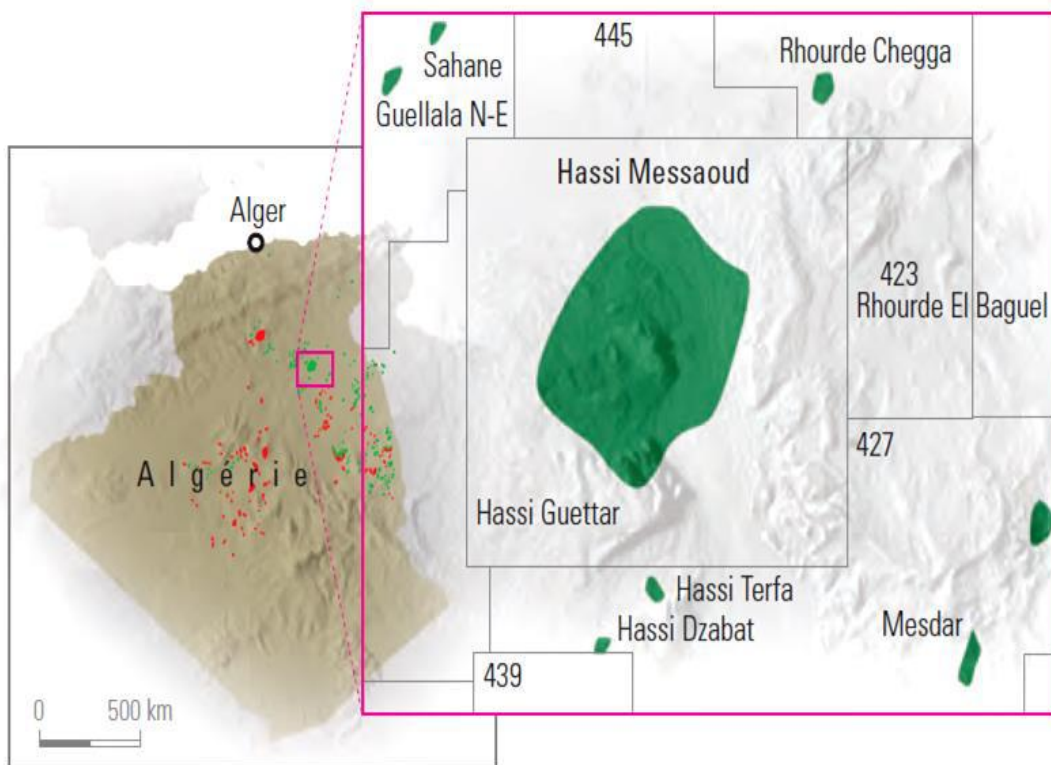 445
Rhourde Chegga
Sahane
Guellala N-E
Hassi Messaoud
Alger
423
Rhourde El Baguel
427
Algérie
Hassi Guettar
Hassi Terfa
Hassi Dzabat
Mesdar
439
0 500 km